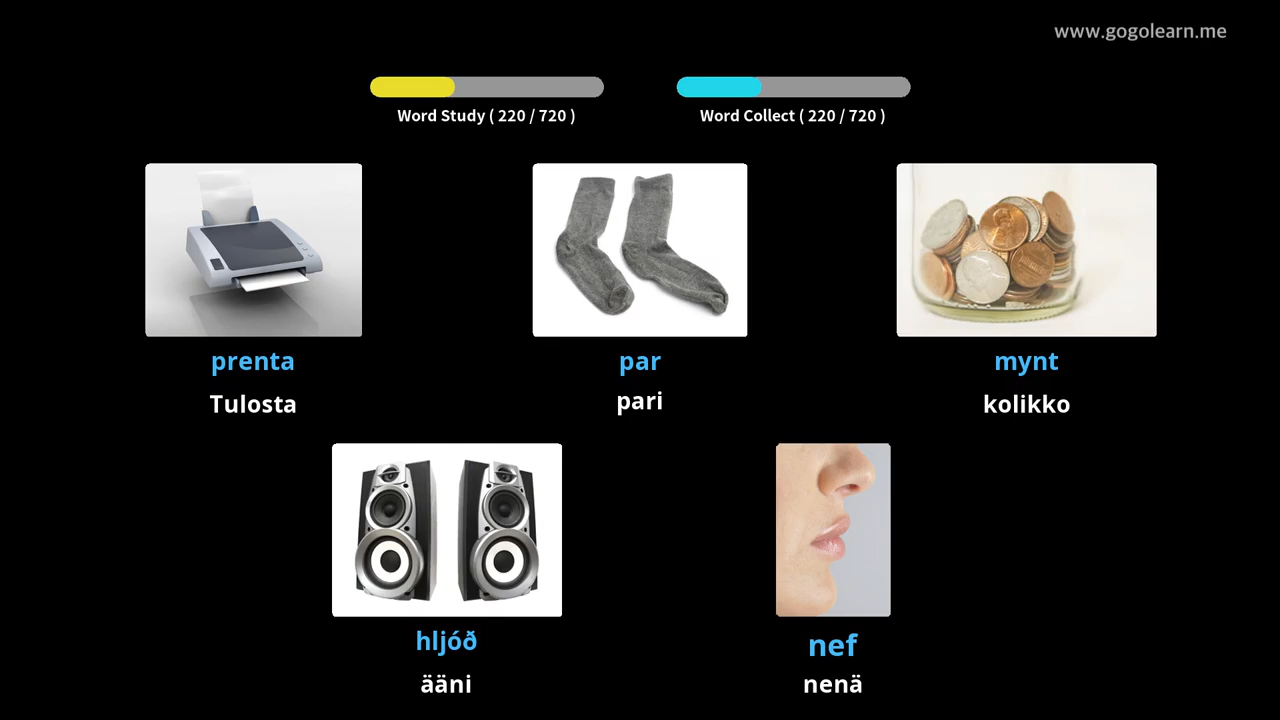 www.gogolearn.me
Word Study ( 220 / 720 )
Word Collect ( 220 / 720 )
prenta
Tulosta
par
pari
mynt
kolikko
hljóð
ääni
nef
nenä